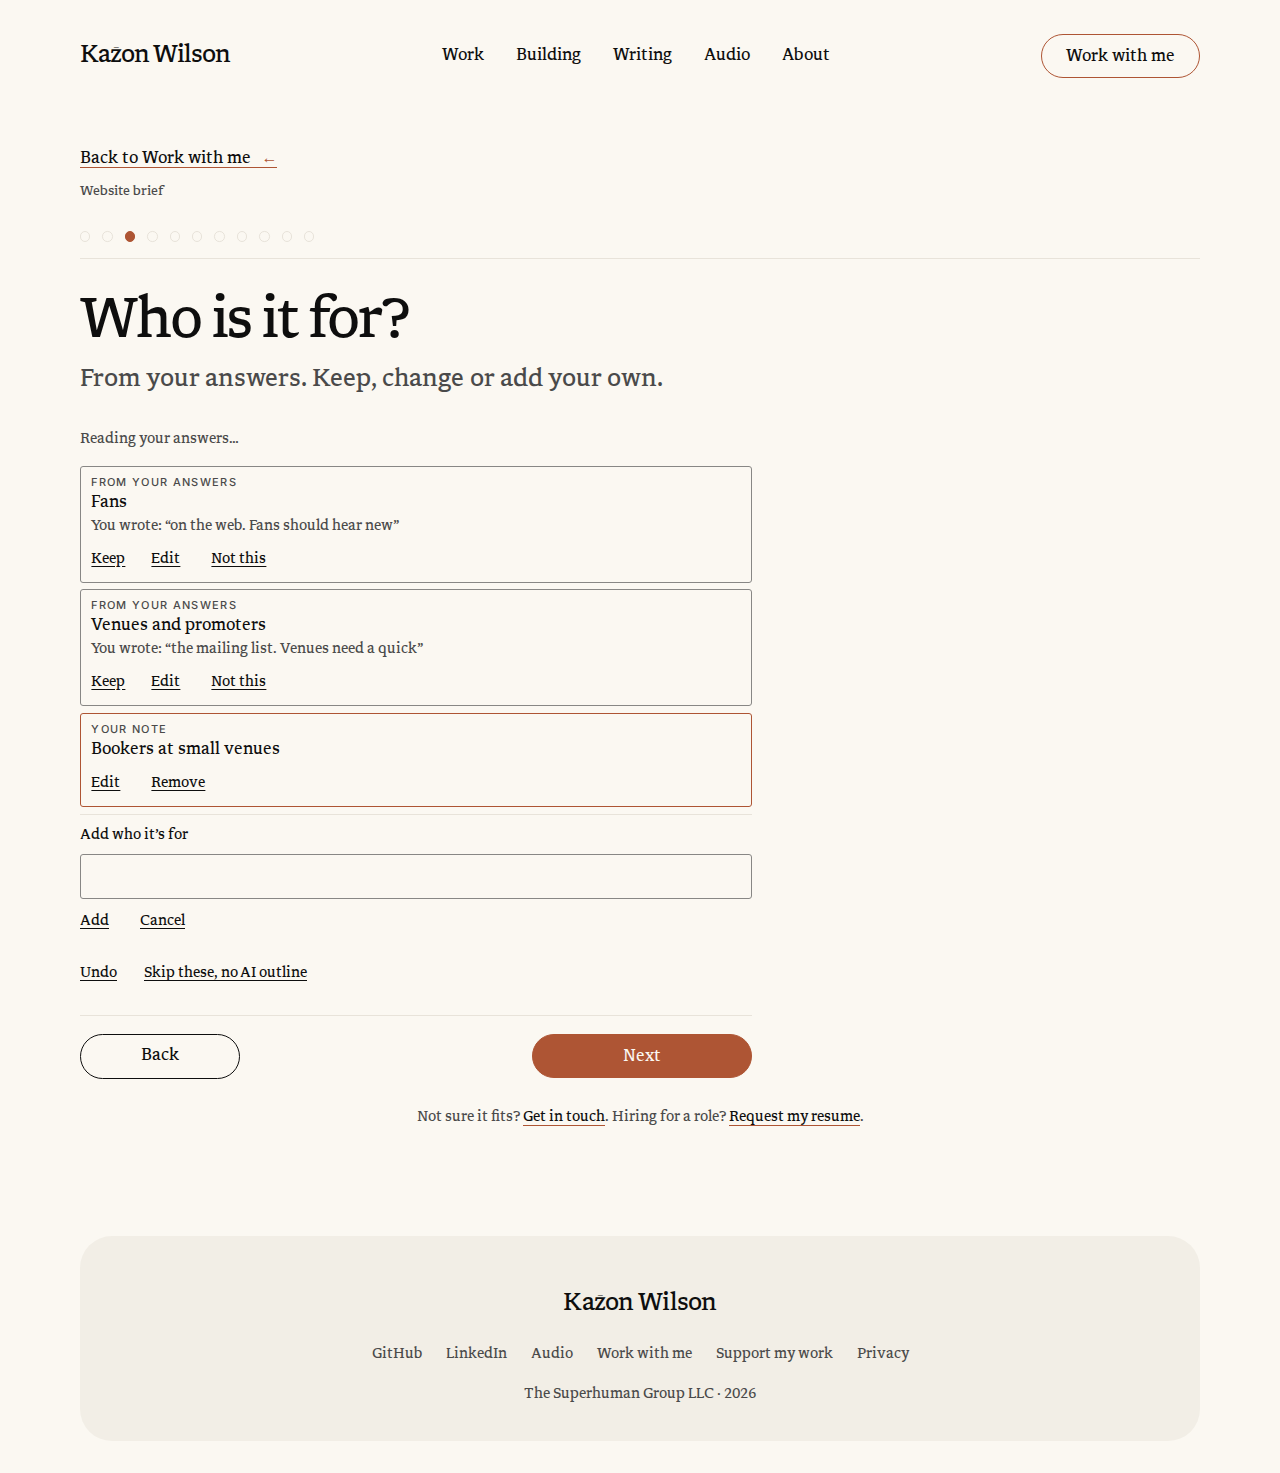 Kazon Wilson
Work Building Writing Audio About
Work with me
Back to Work with me ←
Website brief
Who is it for?
From your answers. Keep, change or add your own.
Reading your answers…
FROM YOUR ANSWERS
Fans
You wrote: “on the web. Fans should hear new”
Keep Edit Not this
FROM YOUR ANSWERS
Venues and promoters
You wrote: “the mailing list. Venues need a quick”
Keep Edit Not this
YOUR NOTE
Bookers at small venues
Edit Remove
Add who it’s for
Add Cancel
Undo Skip these, no AI outline
Back Next
Not sure it fits? Get in touch. Hiring for a role? Request my resume.
Kazon Wilson
GitHub LinkedIn Audio Work with me Support my work Privacy
The Superhuman Group LLC · 2026